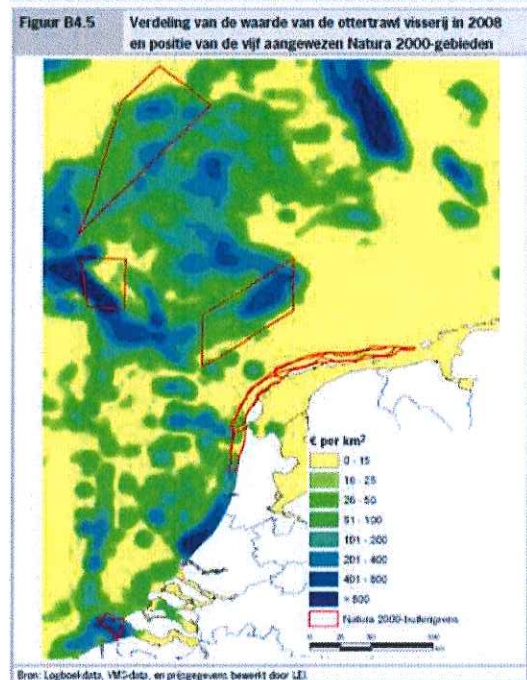 Figuur B4.5
Verdeling van de waarde van de ottertrawl visserij in 2008
en positie van de vijf aangewezen Natura 2000-gebieden
€ per km²
0 - 15
16 - 25
26 - 50
51 - 100
101 - 200
201 - 400
401 - 800
> 800
Natura 2000-buitengrens
km
Bron: Logboekdata, VMS-data, en prijsgegevens bewerkt door LEI.